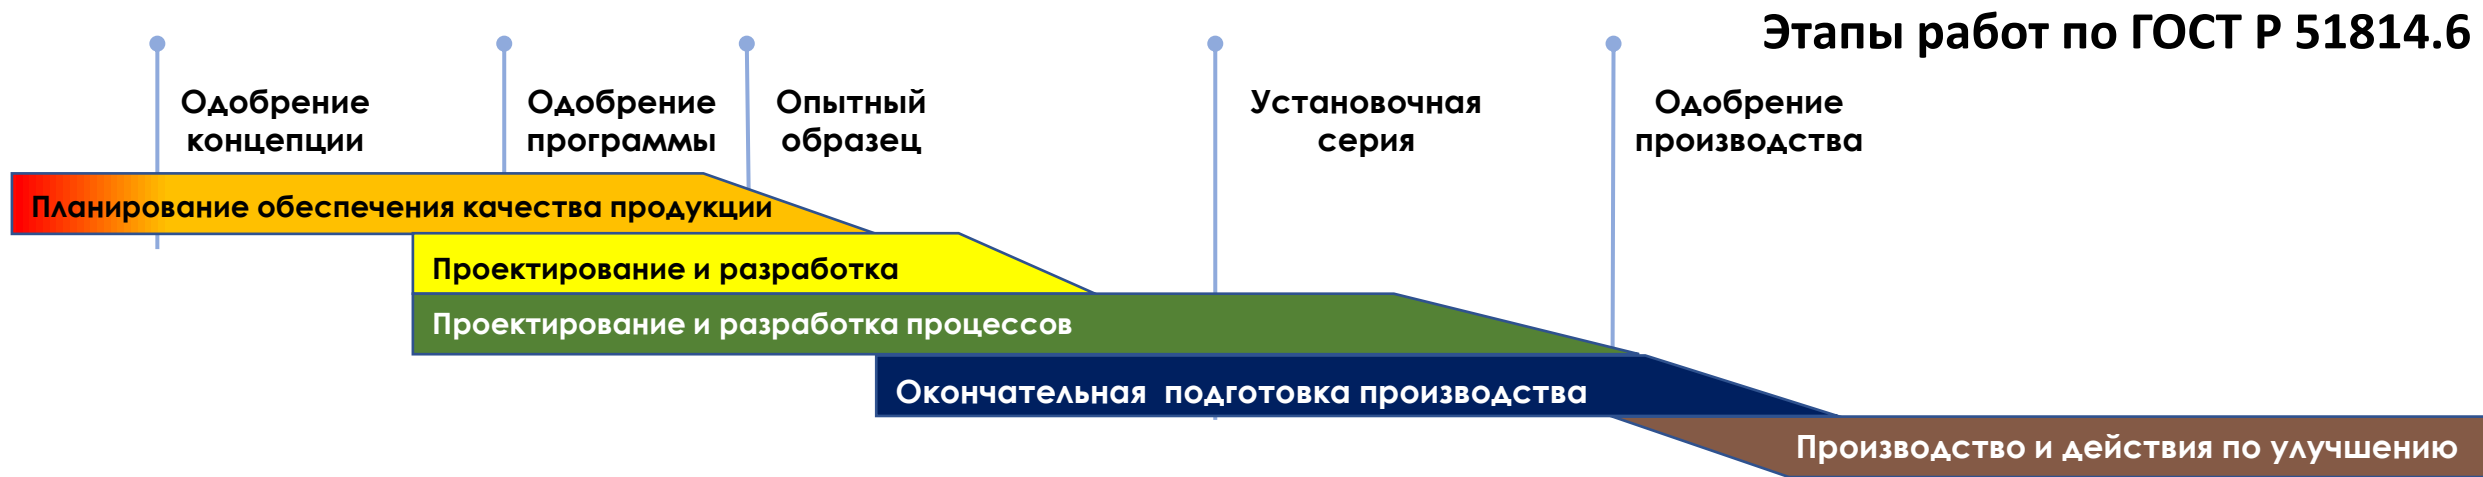 Этапы работ по ГОСТ Р 51814.6
Одобрение
концепции
Одобрение
программы
Опытный
образец
Установочная
серия
Одобрение
производства
Планирование обеспечения качества продукции
Проектирование и разработка
Проектирование и разработка процессов
Окончательная подготовка производства
Производство и действия по улучшению